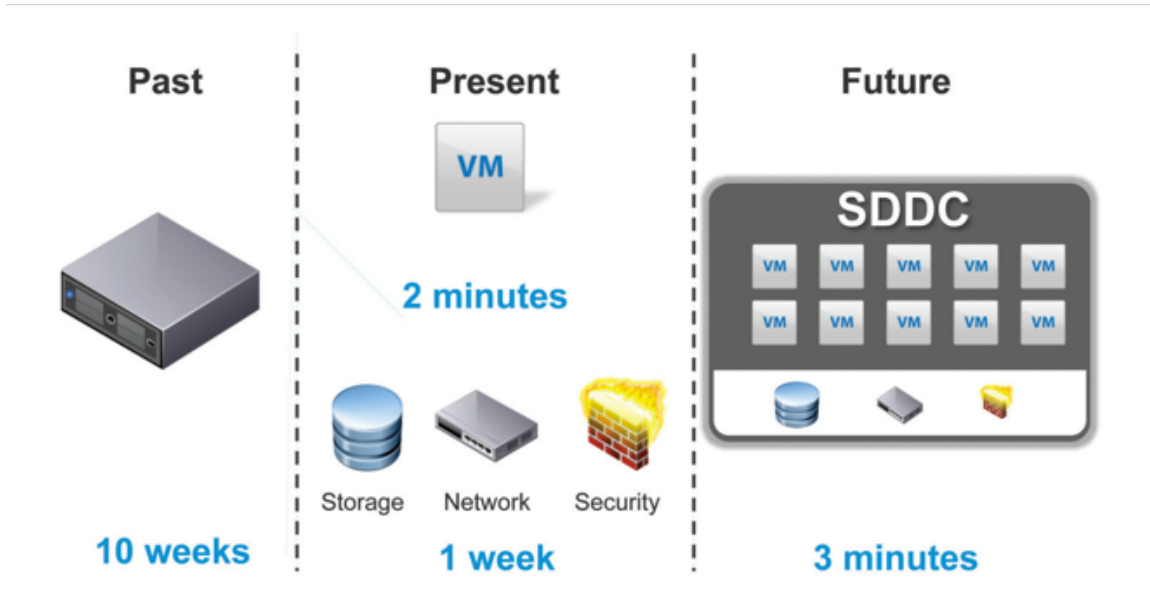 Past
Present
Future
VM
SDDC
VM VM VM VM VM
2 minutes
VM VM VM VM VM
Storage Network Security
10 weeks
1 week
3 minutes